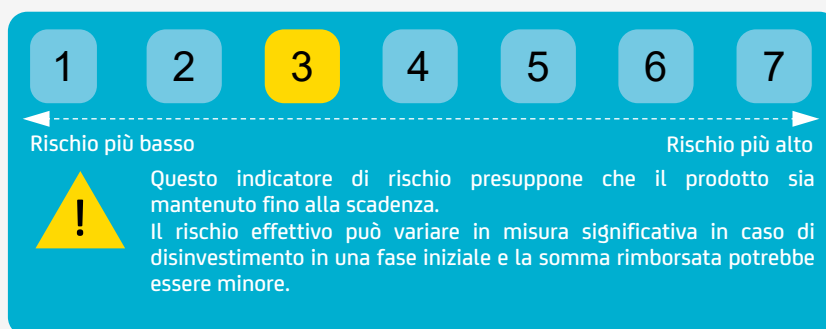 1 2 3 4 5 6 7
Rischio più basso Rischio più alto
! Questo indicatore di rischio presuppone che il prodotto sia
mantenuto fino alla scadenza.
Il rischio effettivo può variare in misura significativa in caso di
disinvestimento in una fase iniziale e la somma rimborsata potrebbe
essere minore.